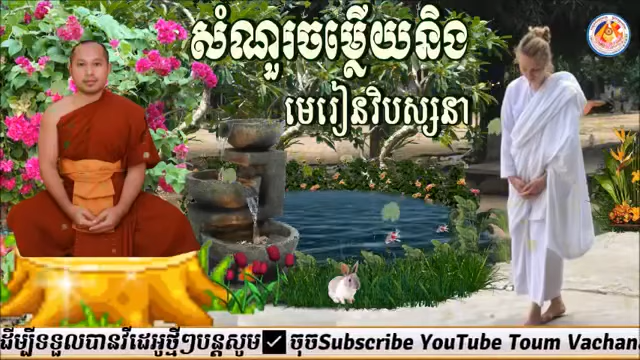 សំណួរចម្លើយនិង
មេរៀនវិបស្សនា
ដើម្បីទទួលបានវីដេអូថ្មីៗបន្តសូម ✅ ចុចSubscribe YouTube Toum Vachan